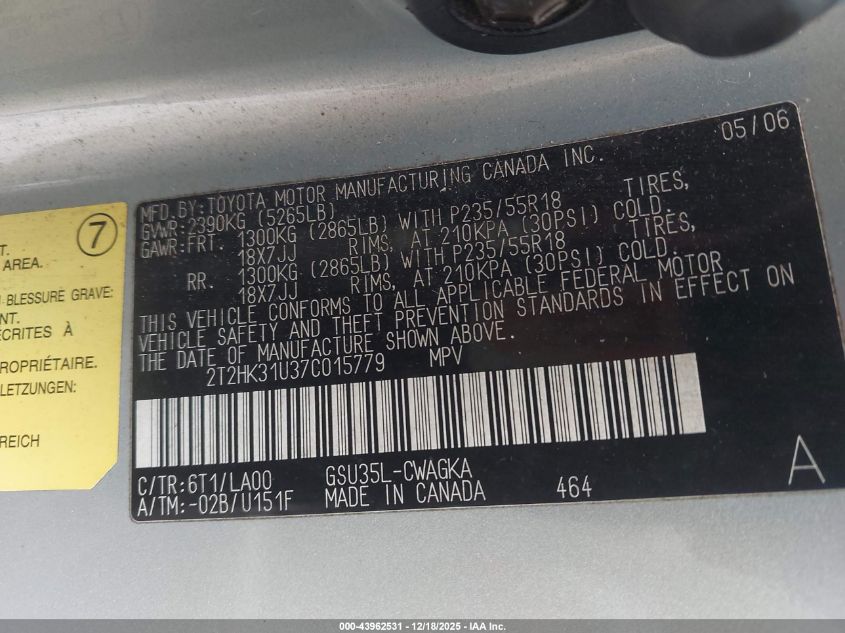 05/06
MFD.BY:TOYOTA MOTOR MANUFACTURING CANADA INC.
GVWR:2390KG (5265LB)
GAWR:FRT. 1300KG (2865LB) WITH P235/55R18 TIRES,
18X7JJ RIMS, AT 210KPA (30PSI) COLD.
RR. 1300KG (2865LB) WITH P235/55R18 TIRES,
18X7JJ RIMS, AT 210KPA (30PSI) COLD.
THIS VEHICLE CONFORMS TO ALL APPLICABLE FEDERAL MOTOR
VEHICLE SAFETY AND THEFT PREVENTION STANDARDS IN EFFECT ON
THE DATE OF MANUFACTURE SHOWN ABOVE.
2T2HK31U37C015779 MPV
C/TR:6T1/LA00 GSU35L-CWAGKA
A/TM:-02B/U151F MADE IN CANADA 464
A
7
T.
AREA.
BLESSURE GRAVE:
NT.
ÉCRITES À
PROPRIÉTAIRE.
LETZUNGEN:
REICH
000-43962531 - 12/18/2025 - IAA Inc.